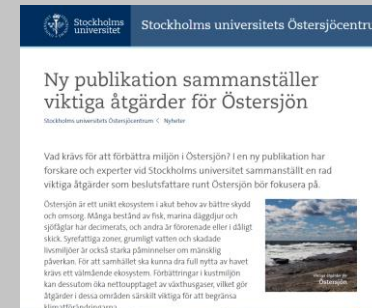 Stockholms
universitet
Stockholms universitets Östersjöcentru
Ny publikation sammanställer
viktiga åtgärder för Östersjön
Stockholms universitets Östersjöcentrum < Nyheter
Vad krävs för att förbättra miljön i Östersjön? I en ny publikation har
forskare och experter vid Stockholms universitet sammanställt en rad
viktiga åtgärder som beslutsfattare runt Östersjön bör fokusera på.
Östersjön är ett unikt ekosystem i akut behov av bättre skydd
och omsorg. Många bestånd av fisk, marina däggdjur och
sjöfåglar har decimerats, och andra är förorenade eller i dåligt
skick. Syrefattiga zoner, grumligt vatten och skadade
livsmiljöer är också starka påminnelser om mänsklig
påverkan. För att samhället ska kunna dra full nytta av havet
krävs ett välmående ekosystem. Förbättringar i kustmiljön
kan dessutom öka nettoupptaget av växthusgaser, vilket gör
åtgärder i dessa områden särskilt viktiga för att begränsa
klimatförändringarna
Viktiga åtgärder för
Östersjön